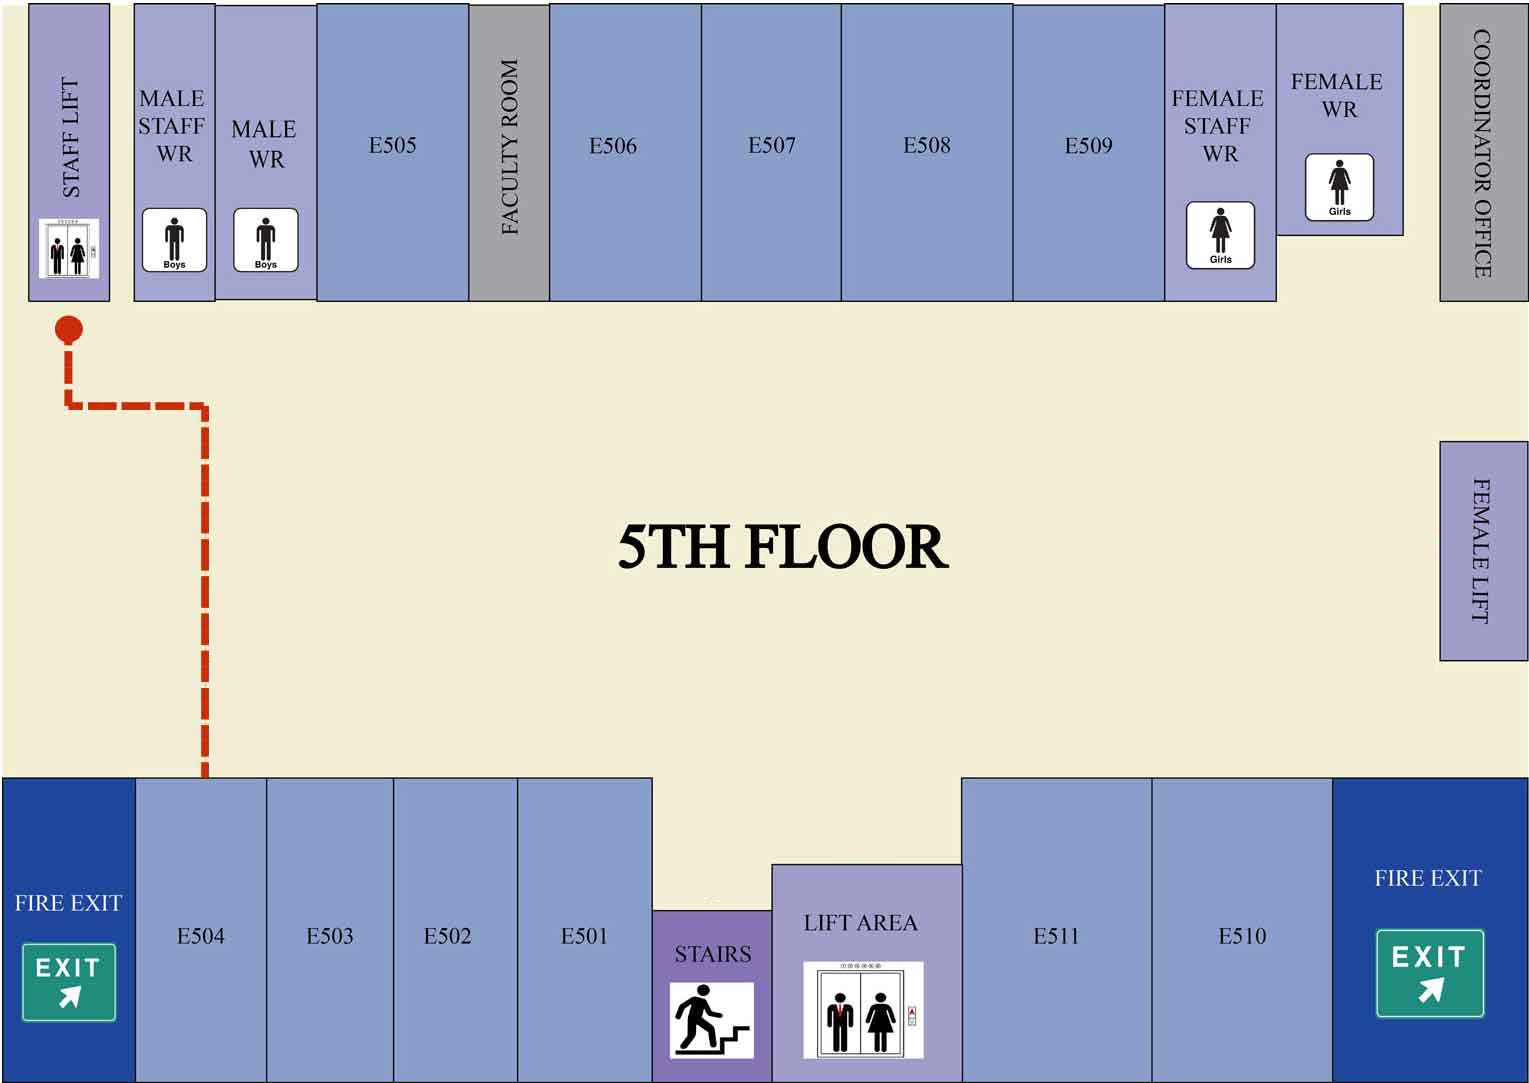 STAFF LIFT
MALE
STAFF
WR
Boys
MALE
WR
Boys
E505
FACULTY ROOM
E506
E507
E508
E509
FEMALE
STAFF
WR
Girls
FEMALE
WR
Girls
COORDINATOR OFFICE
5TH FLOOR
FEMALE LIFT
FIRE EXIT
EXIT
E504
E503
E502
E501
STAIRS
LIFT AREA
E511
E510
FIRE EXIT
EXIT